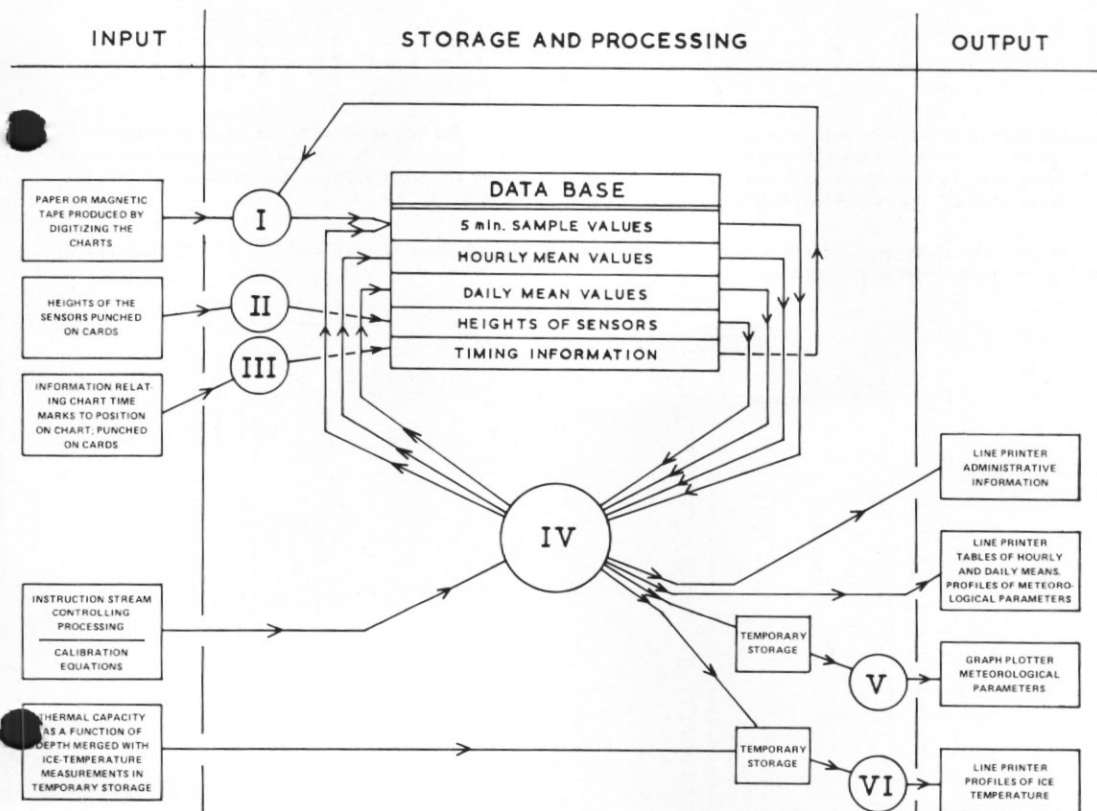 INPUT
STORAGE AND PROCESSING
OUTPUT
PAPER OR MAGNETIC
TAPE PRODUCED BY
DIGITIZING THE
CHARTS
I
DATA BASE
5 min. SAMPLE VALUES
HOURLY MEAN VALUES
DAILY MEAN VALUES
HEIGHTS OF SENSORS
TIMING INFORMATION
HEIGHTS OF THE
SENSORS PUNCHED
ON CARDS
II
III
INFORMATION RELAT-
ING CHART TIME
MARKS TO POSITION
ON CHART; PUNCHED
ON CARDS
IV
LINE PRINTER
ADMINISTRATIVE
INFORMATION
LINE PRINTER
TABLES OF HOURLY
AND DAILY MEANS.
PROFILES OF METEORO-
LOGICAL PARAMETERS
INSTRUCTION STREAM
CONTROLLING
PROCESSING
CALIBRATION
EQUATIONS
TEMPORARY
STORAGE
V
GRAPH PLOTTER
METEOROLOGICAL
PARAMETERS
THERMAL CAPACITY
AS A FUNCTION OF
DEPTH MERGED WITH
ICE-TEMPERATURE
MEASUREMENTS IN
TEMPORARY STORAGE
TEMPORARY
STORAGE
VI
LINE PRINTER
PROFILES OF ICE
TEMPERATURE